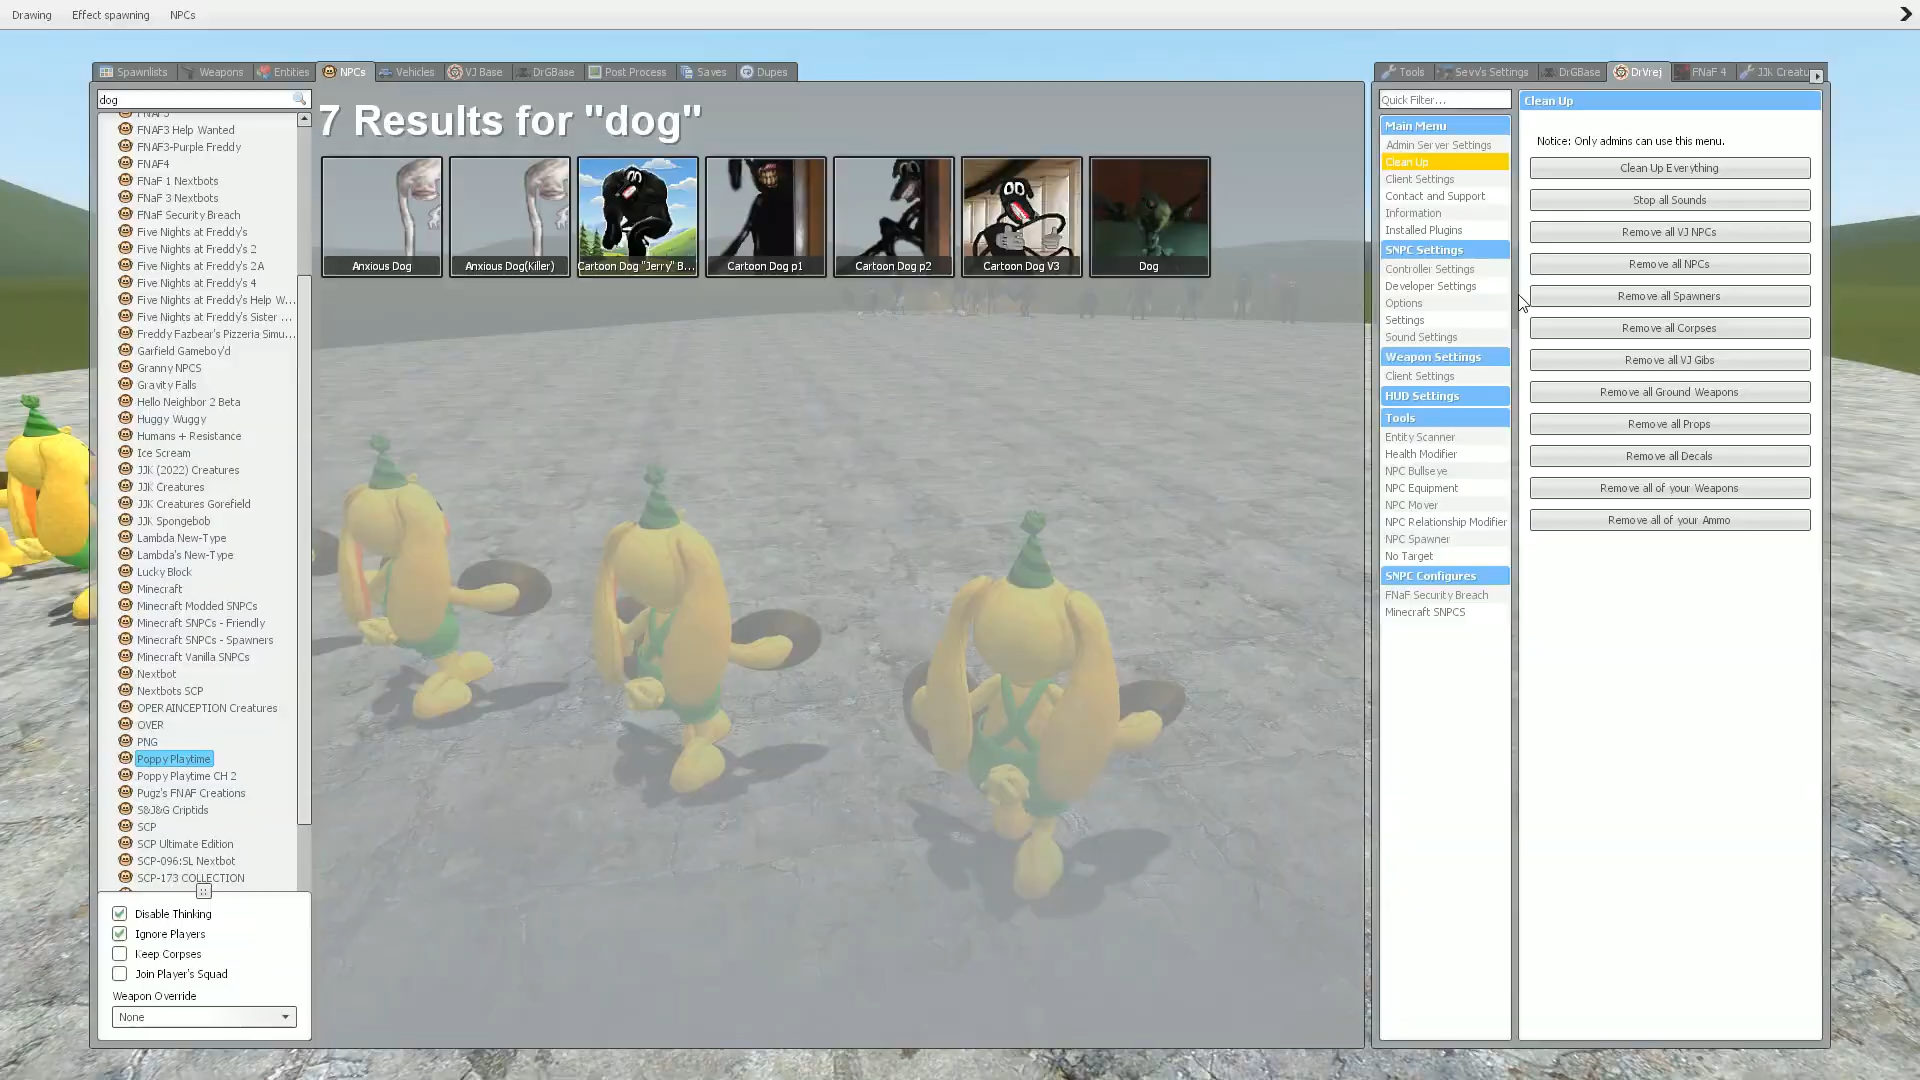 Drawing Effect spawning NPCs
Spawnlists Weapons Entities NPCs Vehicles VJ Base DrGBase Post Process Saves Dupes
dog
FNAF3 Help Wanted
FNAF3-Purple Freddy
FNAF4
FNaF 1 Nextbots
FNaF 3 Nextbots
FNaF Security Breach
Five Nights at Freddy's
Five Nights at Freddy's 2
Five Nights at Freddy's 2A
Five Nights at Freddy's 4
Five Nights at Freddy's Help W...
Five Nights at Freddy's Sister ...
Freddy Fazbear's Pizzeria Simu...
Garfield Gameboy'd
Granny NPCS
Gravity Falls
Hello Neighbor 2 Beta
Huggy Wuggy
Humans + Resistance
Ice Scream
JJK (2022) Creatures
JJK Creatures
JJK Creatures Gorefield
JJK Spongebob
Lambda New-Type
Lambda's New-Type
Lucky Block
Minecraft
Minecraft Modded SNPCs
Minecraft SNPCs - Friendly
Minecraft SNPCs - Spawners
Minecraft Vanilla SNPCs
Nextbot
Nextbots SCP
OPERAINCEPTION Creatures
OVER
PNG
Poppy Playtime
Poppy Playtime CH 2
Pugz's FNAF Creations
S&J&G Criptids
SCP
SCP Ultimate Edition
SCP-096:SL Nextbot
SCP-173 COLLECTION
Disable Thinking
Ignore Players
Keep Corpses
Join Player's Squad
Weapon Override
None
7 Results for "dog"
Anxious Dog
Anxious Dog(Killer)
Cartoon Dog "Jerry" B...
Cartoon Dog p1
Cartoon Dog p2
Cartoon Dog V3
Dog
Tools Sevv's Settings DrGBase DrVrej FNaF 4 JJk Creatu
Quick Filter...
Main Menu
Admin Server Settings
Clean Up
Client Settings
Contact and Support
Information
Installed Plugins
SNPC Settings
Controller Settings
Developer Settings
Options
Settings
Sound Settings
Weapon Settings
Client Settings
HUD Settings
Tools
Entity Scanner
Health Modifier
NPC Bullseye
NPC Equipment
NPC Mover
NPC Relationship Modifier
NPC Spawner
No Target
SNPC Configures
FNaF Security Breach
Minecraft SNPCS
Clean Up
Notice: Only admins can use this menu.
Clean Up Everything
Stop all Sounds
Remove all VJ NPCs
Remove all NPCs
Remove all Spawners
Remove all Corpses
Remove all VJ Gibs
Remove all Ground Weapons
Remove all Props
Remove all Decals
Remove all of your Weapons
Remove all of your Ammo